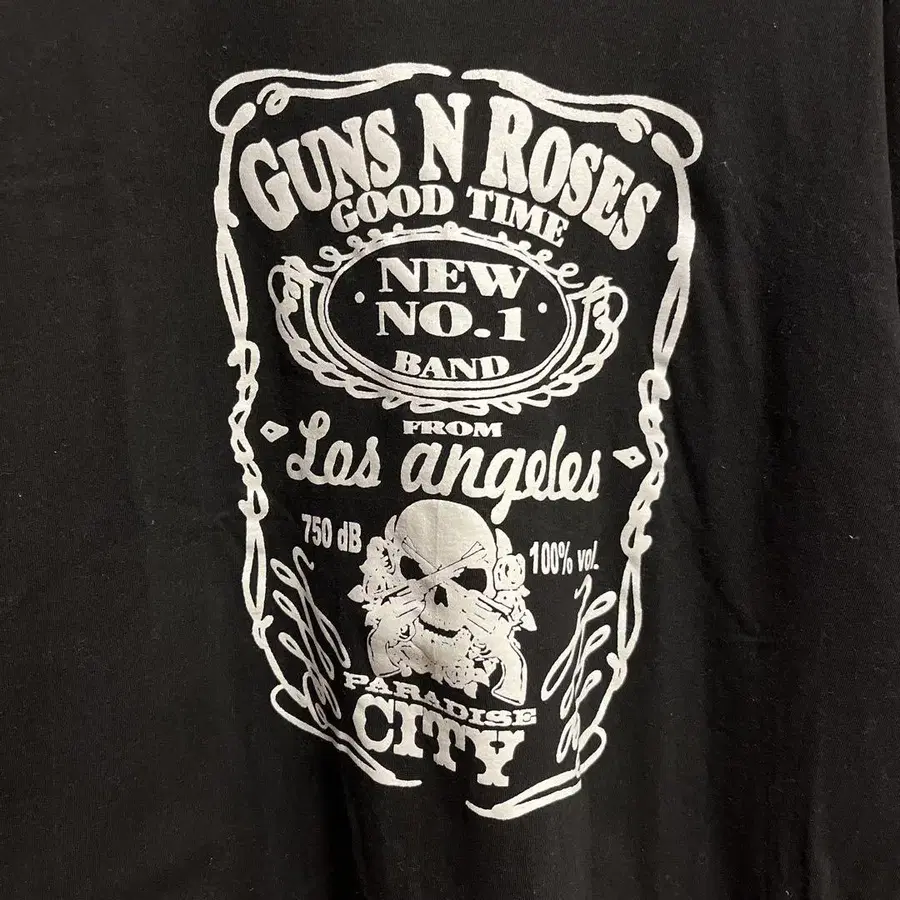 GUNS N ROSES
GOOD TIME
NEW
NO.1
BAND
FROM
Los angeles
750 dB
100% vol.
PARADISE
CITY